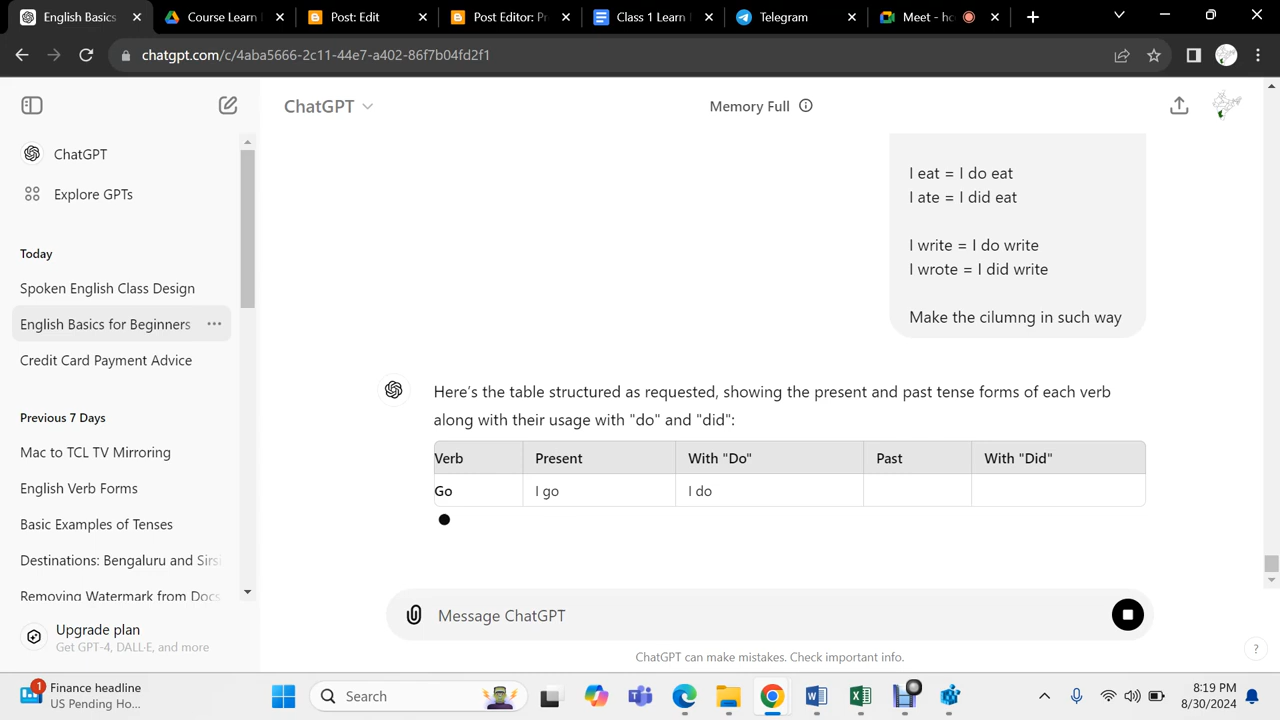 English Basics
Course Learn
Post: Edit
Post Editor: Pr
Class 1 Learn
Telegram
Meet - ho
chatgpt.com/c/4aba5666-2c11-44e7-a402-86f7b04fd2f1
ChatGPT
Memory Full
ChatGPT
Explore GPTs
Today
Spoken English Class Design
English Basics for Beginners
Credit Card Payment Advice
Previous 7 Days
Mac to TCL TV Mirroring
English Verb Forms
Basic Examples of Tenses
Destinations: Bengaluru and Sirsi
Removing Watermark from Docs
Upgrade plan
Get GPT-4, DALL·E, and more
I eat = I do eat
I ate = I did eat
I write = I do write
I wrote = I did write
Make the cilumng in such way
Here's the table structured as requested, showing the present and past tense forms of each verb
along with their usage with "do" and "did":
Verb Present With "Do" Past With "Did"
Go I go I do
Message ChatGPT
ChatGPT can make mistakes. Check important info.
?
1
Finance headline
US Pending Ho...
Search
8:19 PM
8/30/2024